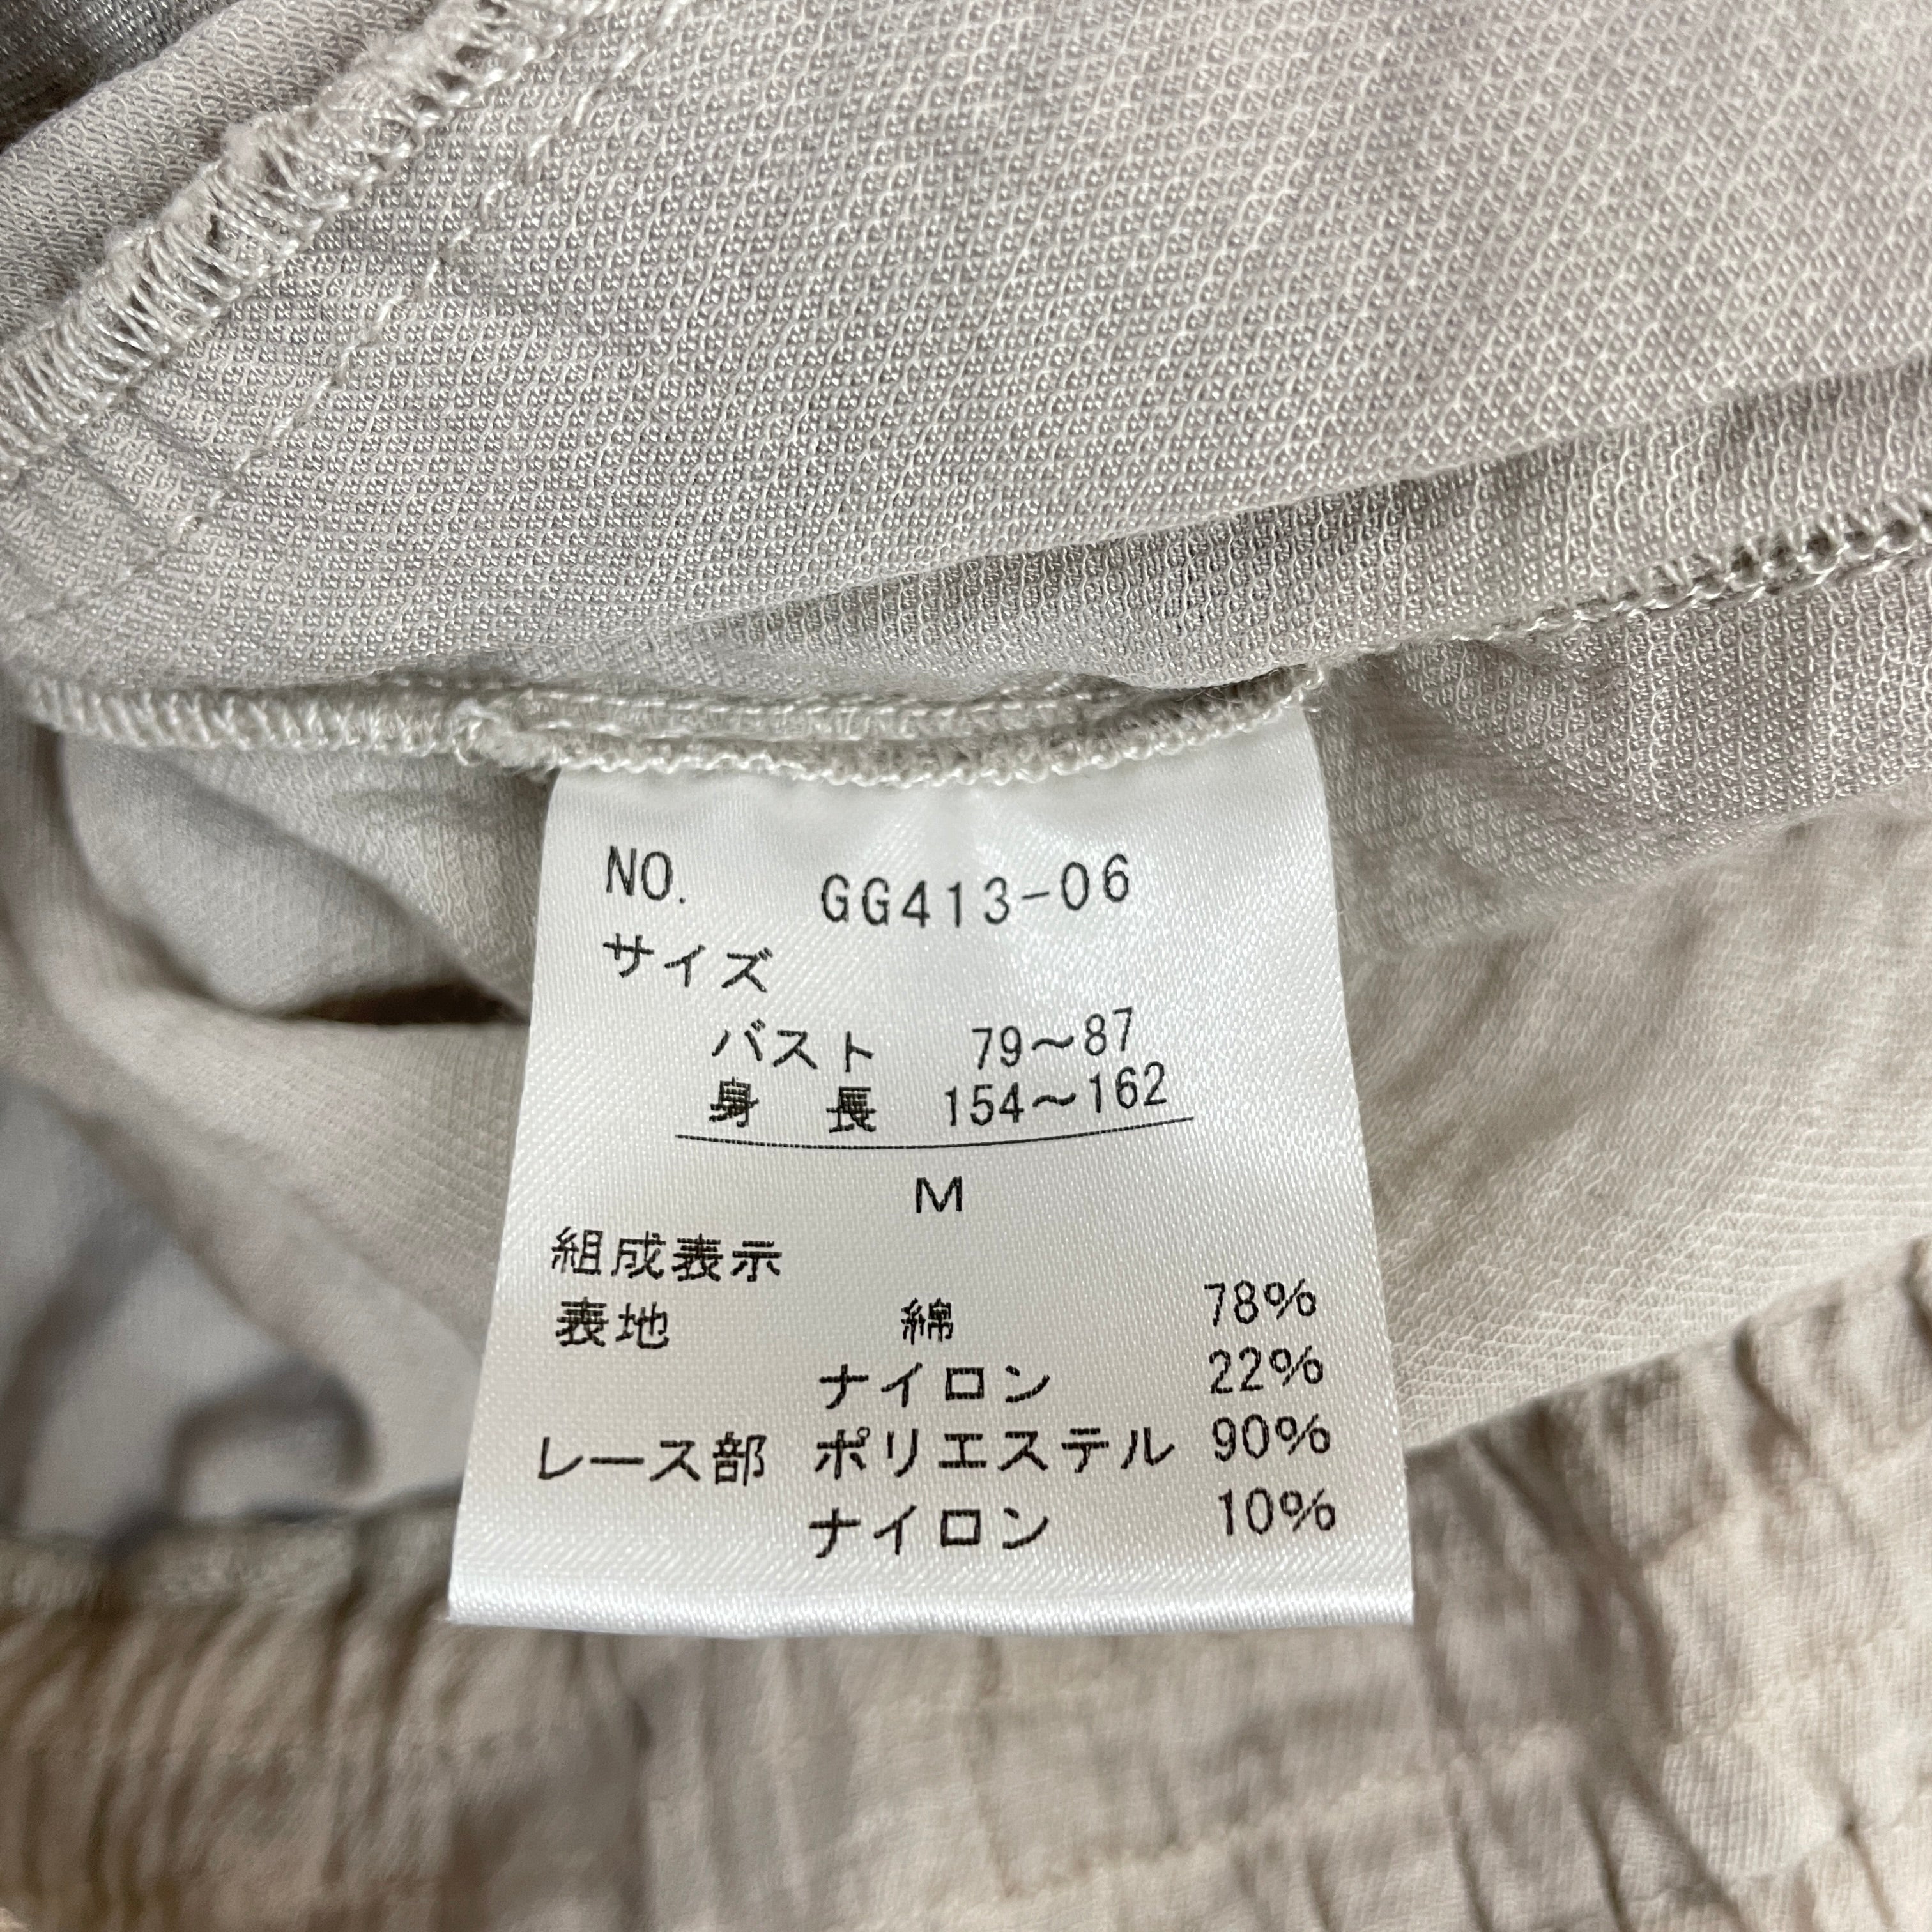 NO. GG413-06
サイズ
バスト 79〜87
身長 154〜162
M
組成表示
表地 綿 78%
ナイロン 22%
レース部 ポリエステル 90%
ナイロン 10%